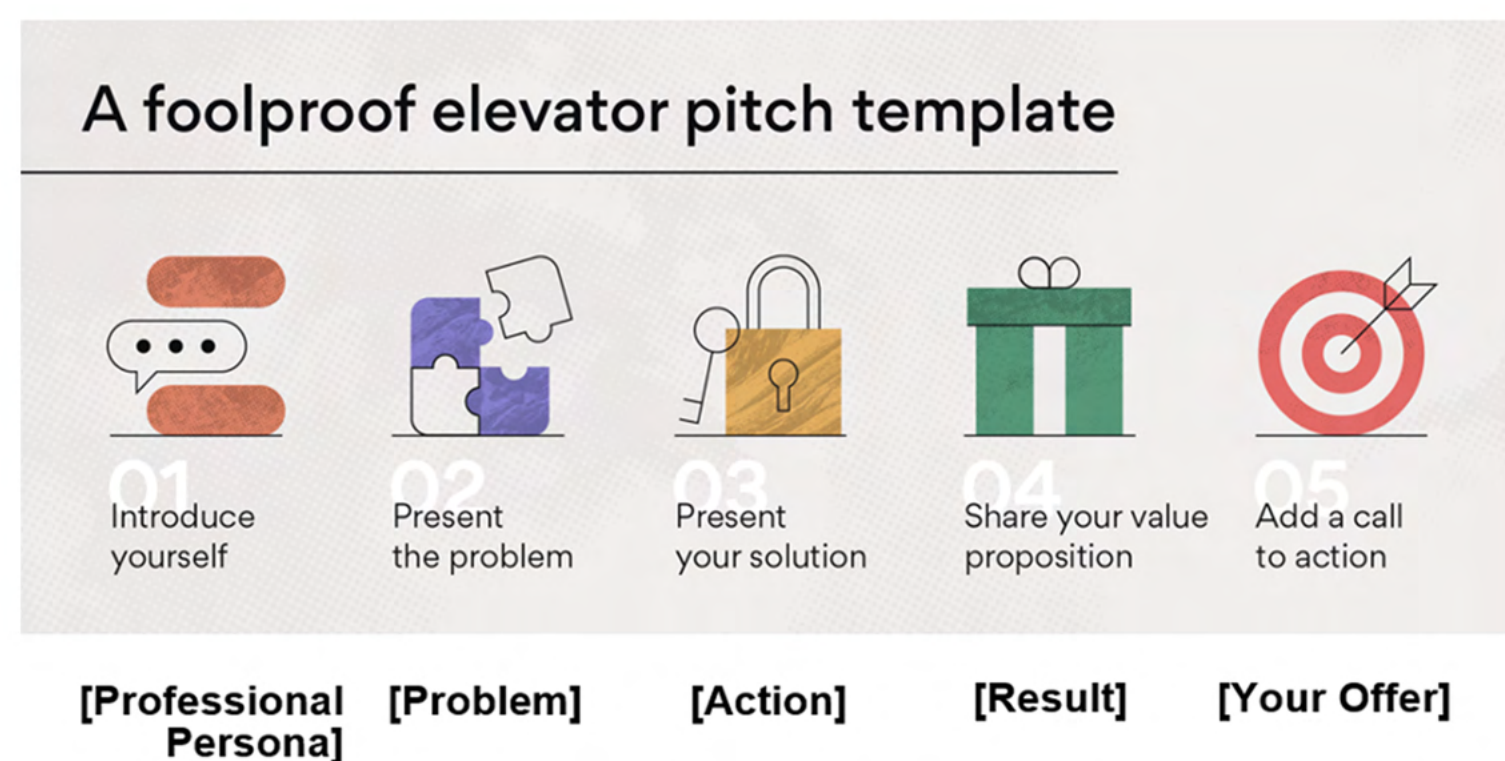 A foolproof elevator pitch template
01
Introduce
yourself
02
Present
the problem
03
Present
your solution
04
Share your value
proposition
05
Add a call
to action
[Professional
Persona]
[Problem]
[Action]
[Result]
[Your Offer]